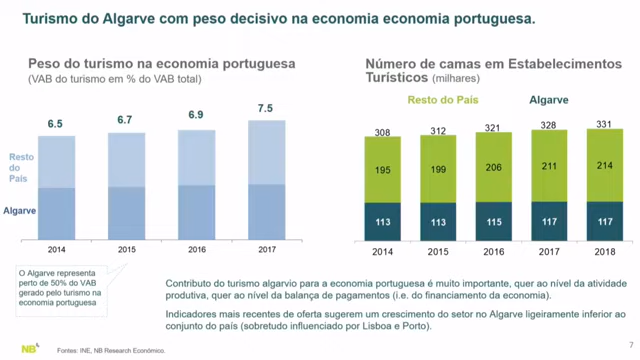 Turismo do Algarve com peso decisivo na economia economia portuguesa.
Peso do turismo na economia portuguesa
(VAB do turismo em % do VAB total)
6.5
6.7
6.9
7.5
Resto
do
País
Algarve
2014
2015
2016
2017
O Algarve representa
perto de 50% do VAB
gerado pelo turismo na
economia portuguesa
Número de camas em Estabelecimentos
Turísticos (milhares)
Resto do País
Algarve
308
312
321
328
331
195
199
206
211
214
113
113
115
117
117
2014
2015
2016
2017
2018
Contributo do turismo algarvio para a economia portuguesa é muito importante, quer ao nível da atividade
produtiva, quer ao nível da balança de pagamentos (i.e. do financiamento da economia).
Indicadores mais recentes de oferta sugerem um crescimento do setor no Algarve ligeiramente inferior ao
conjunto do país (sobretudo influenciado por Lisboa e Porto).
NB
Fontes: INE, NB Research Económico.
7